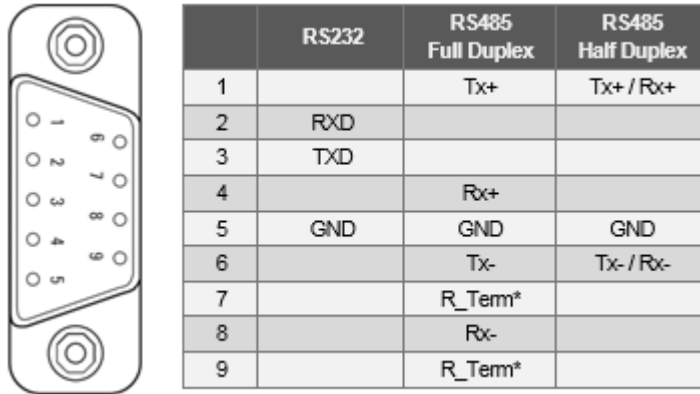 1
2
3
4
5
6
7
8
9
RS232 RS485 Full Duplex RS485 Half Duplex
1 Tx+ Tx+ / Rx+
2 RXD
3 TXD
4 Rx+
5 GND GND GND
6 Tx- Tx- / Rx-
7 R_Term*
8 Rx-
9 R_Term*